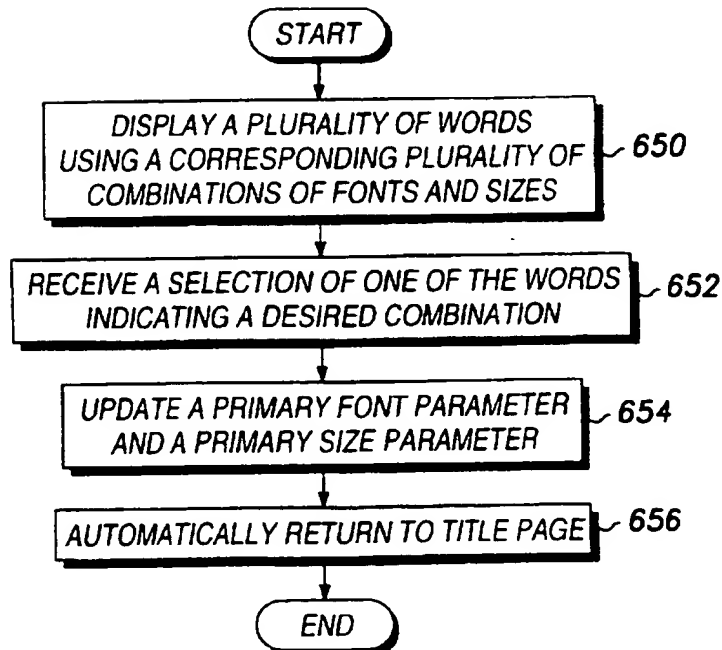 START
DISPLAY A PLURALITY OF WORDS
USING A CORRESPONDING PLURALITY OF
COMBINATIONS OF FONTS AND SIZES
650
RECEIVE A SELECTION OF ONE OF THE WORDS
INDICATING A DESIRED COMBINATION
652
UPDATE A PRIMARY FONT PARAMETER
AND A PRIMARY SIZE PARAMETER
654
AUTOMATICALLY RETURN TO TITLE PAGE
656
END